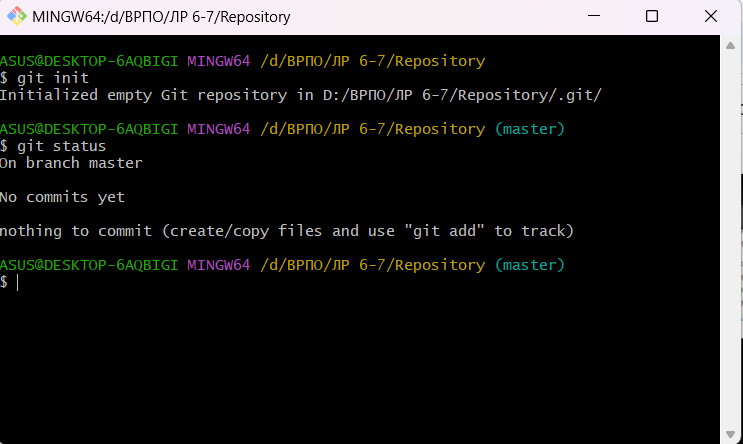 MINGW64:/d/ВРПО/ЛР 6-7/Repository
ASUS@DESKTOP-6AQBIGI MINGW64 /d/ВРПО/ЛР 6-7/Repository
$ git init
Initialized empty Git repository in D:/ВРПО/ЛР 6-7/Repository/.git/
ASUS@DESKTOP-6AQBIGI MINGW64 /d/ВРПО/ЛР 6-7/Repository (master)
$ git status
On branch master
No commits yet
nothing to commit (create/copy files and use "git add" to track)
ASUS@DESKTOP-6AQBIGI MINGW64 /d/ВРПО/ЛР 6-7/Repository (master)
$